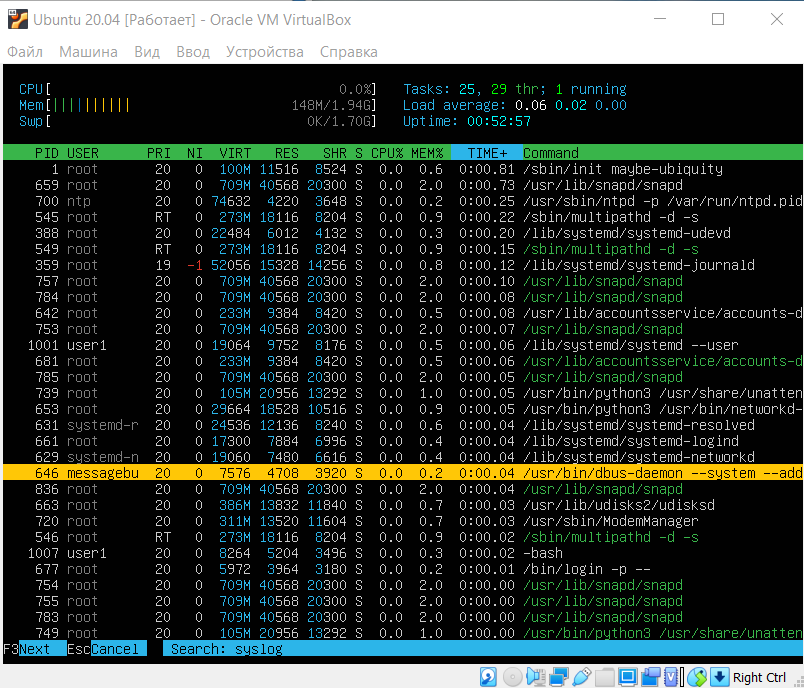 Ubuntu 20.04 [Работает] - Oracle VM VirtualBox
Файл Машина Вид Ввод Устройства Справка
CPU[ 0.0%] Tasks: 25, 29 thr; 1 running
Mem[|||||||||| 148M/1.94G] Load average: 0.06 0.02 0.00
Swp[ 0K/1.70G] Uptime: 00:52:57
PID USER PRI NI VIRT RES SHR S CPU% MEM% TIME+ Command
1 root 20 0 100M 11516 8524 S 0.0 0.6 0:00.81 /sbin/init maybe-ubiquity
659 root 20 0 709M 40568 20300 S 0.0 2.0 0:00.73 /usr/lib/snapd/snapd
700 ntp 20 0 74632 4220 3648 S 0.0 0.2 0:00.25 /usr/sbin/ntpd -p /var/run/ntpd.pid
545 root RT 0 273M 18116 8204 S 0.0 0.9 0:00.22 /sbin/multipathd -d -s
388 root 20 0 22484 6012 4132 S 0.0 0.3 0:00.20 /lib/systemd/systemd-udevd
549 root RT 0 273M 18116 8204 S 0.0 0.9 0:00.15 /sbin/multipathd -d -s
359 root 19 -1 52056 15328 14256 S 0.0 0.8 0:00.12 /lib/systemd/systemd-journald
757 root 20 0 709M 40568 20300 S 0.0 2.0 0:00.10 /usr/lib/snapd/snapd
784 root 20 0 709M 40568 20300 S 0.0 2.0 0:00.08 /usr/lib/snapd/snapd
642 root 20 0 233M 9384 8420 S 0.0 0.5 0:00.08 /usr/lib/accountsservice/accounts-d
753 root 20 0 709M 40568 20300 S 0.0 2.0 0:00.07 /usr/lib/snapd/snapd
1001 user1 20 0 19064 9752 8176 S 0.0 0.5 0:00.06 /lib/systemd/systemd --user
681 root 20 0 233M 9384 8420 S 0.0 0.5 0:00.06 /usr/lib/accountsservice/accounts-d
785 root 20 0 709M 40568 20300 S 0.0 2.0 0:00.05 /usr/lib/snapd/snapd
739 root 20 0 105M 20956 13292 S 0.0 1.0 0:00.05 /usr/bin/python3 /usr/share/unatten
653 root 20 0 29664 18528 10516 S 0.0 0.9 0:00.05 /usr/bin/python3 /usr/bin/networkd-
631 systemd-r 20 0 24536 12136 8240 S 0.0 0.6 0:00.04 /lib/systemd/systemd-resolved
661 root 20 0 17300 7884 6996 S 0.0 0.4 0:00.04 /lib/systemd/systemd-logind
629 systemd-n 20 0 19060 7480 6616 S 0.0 0.4 0:00.04 /lib/systemd/systemd-networkd
646 messagebu 20 0 7576 4708 3920 S 0.0 0.2 0:00.04 /usr/bin/dbus-daemon --system --add
836 root 20 0 709M 40568 20300 S 0.0 2.0 0:00.04 /usr/lib/snapd/snapd
663 root 20 0 386M 13832 11840 S 0.0 0.7 0:00.03 /usr/lib/udisks2/udisksd
720 root 20 0 311M 13520 11604 S 0.0 0.7 0:00.03 /usr/sbin/ModemManager
546 root RT 0 273M 18116 8204 S 0.0 0.9 0:00.02 /sbin/multipathd -d -s
1007 user1 20 0 8264 5204 3496 S 0.0 0.3 0:00.02 -bash
677 root 20 0 5972 3964 3180 S 0.0 0.2 0:00.01 /bin/login -p --
754 root 20 0 709M 40568 20300 S 0.0 2.0 0:00.00 /usr/lib/snapd/snapd
755 root 20 0 709M 40568 20300 S 0.0 2.0 0:00.00 /usr/lib/snapd/snapd
783 root 20 0 709M 40568 20300 S 0.0 2.0 0:00.00 /usr/lib/snapd/snapd
749 root 20 0 105M 20956 13292 S 0.0 1.0 0:00.00 /usr/bin/python3 /usr/share/unatten
F3Next EscCancel Search: syslog
Right Ctrl